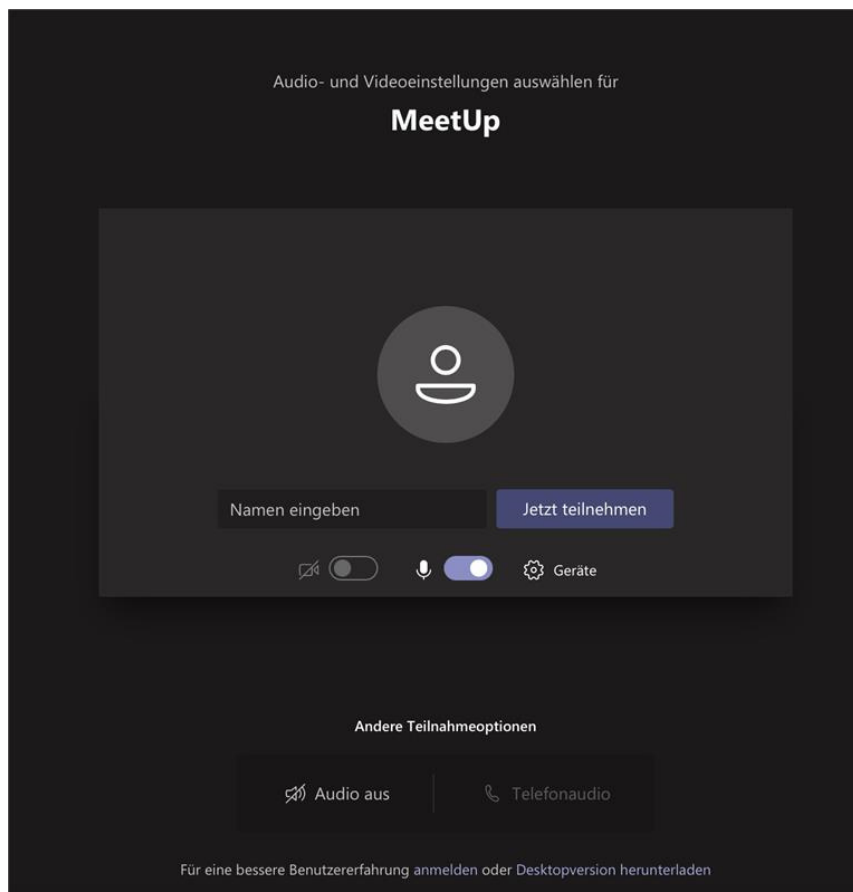 Audio- und Videoeinstellungen auswählen für
MeetUp
Namen eingeben
Jetzt teilnehmen
Geräte
Andere Teilnahmeoptionen
Audio aus
Telefonaudio
Für eine bessere Benutzererfahrung anmelden oder Desktopversion herunterladen